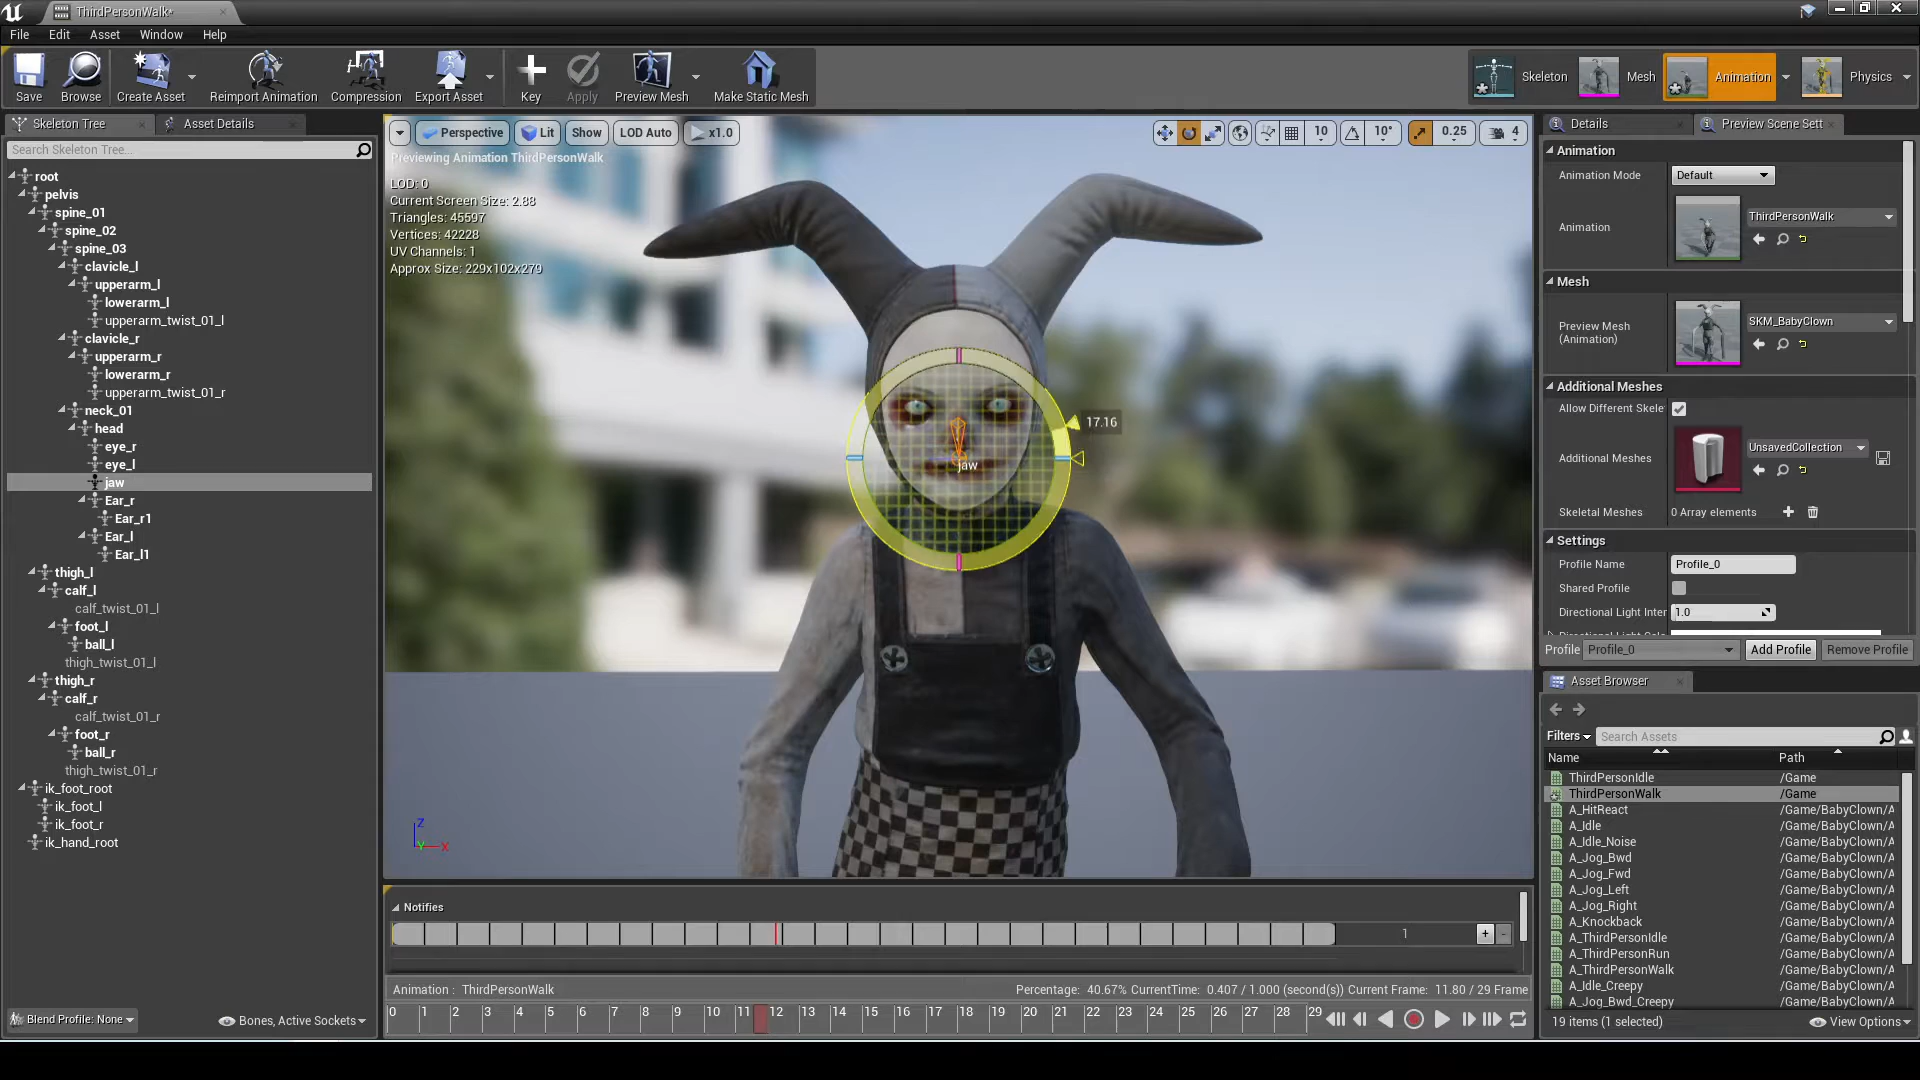 ThirdPersonWalk*
File Edit Asset Window Help
Save Browse Create Asset Reimport Animation Compression Export Asset Key Apply Preview Mesh Make Static Mesh
Skeleton Mesh Animation Physics
Skeleton Tree Asset Details
Search Skeleton Tree...
root
pelvis
spine_01
spine_02
spine_03
clavicle_l
upperarm_l
lowerarm_l
upperarm_twist_01_l
clavicle_r
upperarm_r
lowerarm_r
upperarm_twist_01_r
neck_01
head
eye_r
eye_l
jaw
Ear_r
Ear_r1
Ear_l
Ear_l1
thigh_l
calf_l
calf_twist_01_l
foot_l
ball_l
thigh_twist_01_l
thigh_r
calf_r
calf_twist_01_r
foot_r
ball_r
thigh_twist_01_r
ik_foot_root
ik_foot_l
ik_foot_r
ik_hand_root
Blend Profile: None Bones, Active Sockets
Perspective Lit Show LOD Auto x1.0 10 10° 0.25 4
Previewing Animation ThirdPersonWalk
LOD: 0
Current Screen Size: 2.88
Triangles: 45597
Vertices: 42228
UV Channels: 1
Approx Size: 229x102x279
17.16
jaw
Z
Y X
Notifies
1
Animation : ThirdPersonWalk Percentage: 40.67% CurrentTime: 0.407 / 1.000 (second(s)) Current Frame: 11.80 / 29 Frame
0 1 2 3 4 5 6 7 8 9 10 11 12 13 14 15 16 17 18 19 20 21 22 23 24 25 26 27 28 29
Details Preview Scene Sett
Animation
Animation Mode Default
Animation ThirdPersonWalk
Mesh
Preview Mesh
(Animation) SKM_BabyClown
Additional Meshes
Allow Different Skele
Additional Meshes UnsavedCollection
Skeletal Meshes 0 Array elements
Settings
Profile Name Profile_0
Shared Profile
Directional Light Inter 1.0
Profile Profile_0 Add Profile Remove Profile
Asset Browser
Filters Search Assets
Name Path
ThirdPersonIdle /Game
ThirdPersonWalk /Game
A_HitReact /Game/BabyClown/A
A_Idle /Game/BabyClown/A
A_Idle_Noise /Game/BabyClown/A
A_Jog_Bwd /Game/BabyClown/A
A_Jog_Fwd /Game/BabyClown/A
A_Jog_Left /Game/BabyClown/A
A_Jog_Right /Game/BabyClown/A
A_Knockback /Game/BabyClown/A
A_ThirdPersonIdle /Game/BabyClown/A
A_ThirdPersonRun /Game/BabyClown/A
A_ThirdPersonWalk /Game/BabyClown/A
A_Idle_Creepy /Game/BabyClown/A
A_Jog_Bwd_Creepy /Game/BabyClown/A
19 items (1 selected) View Options